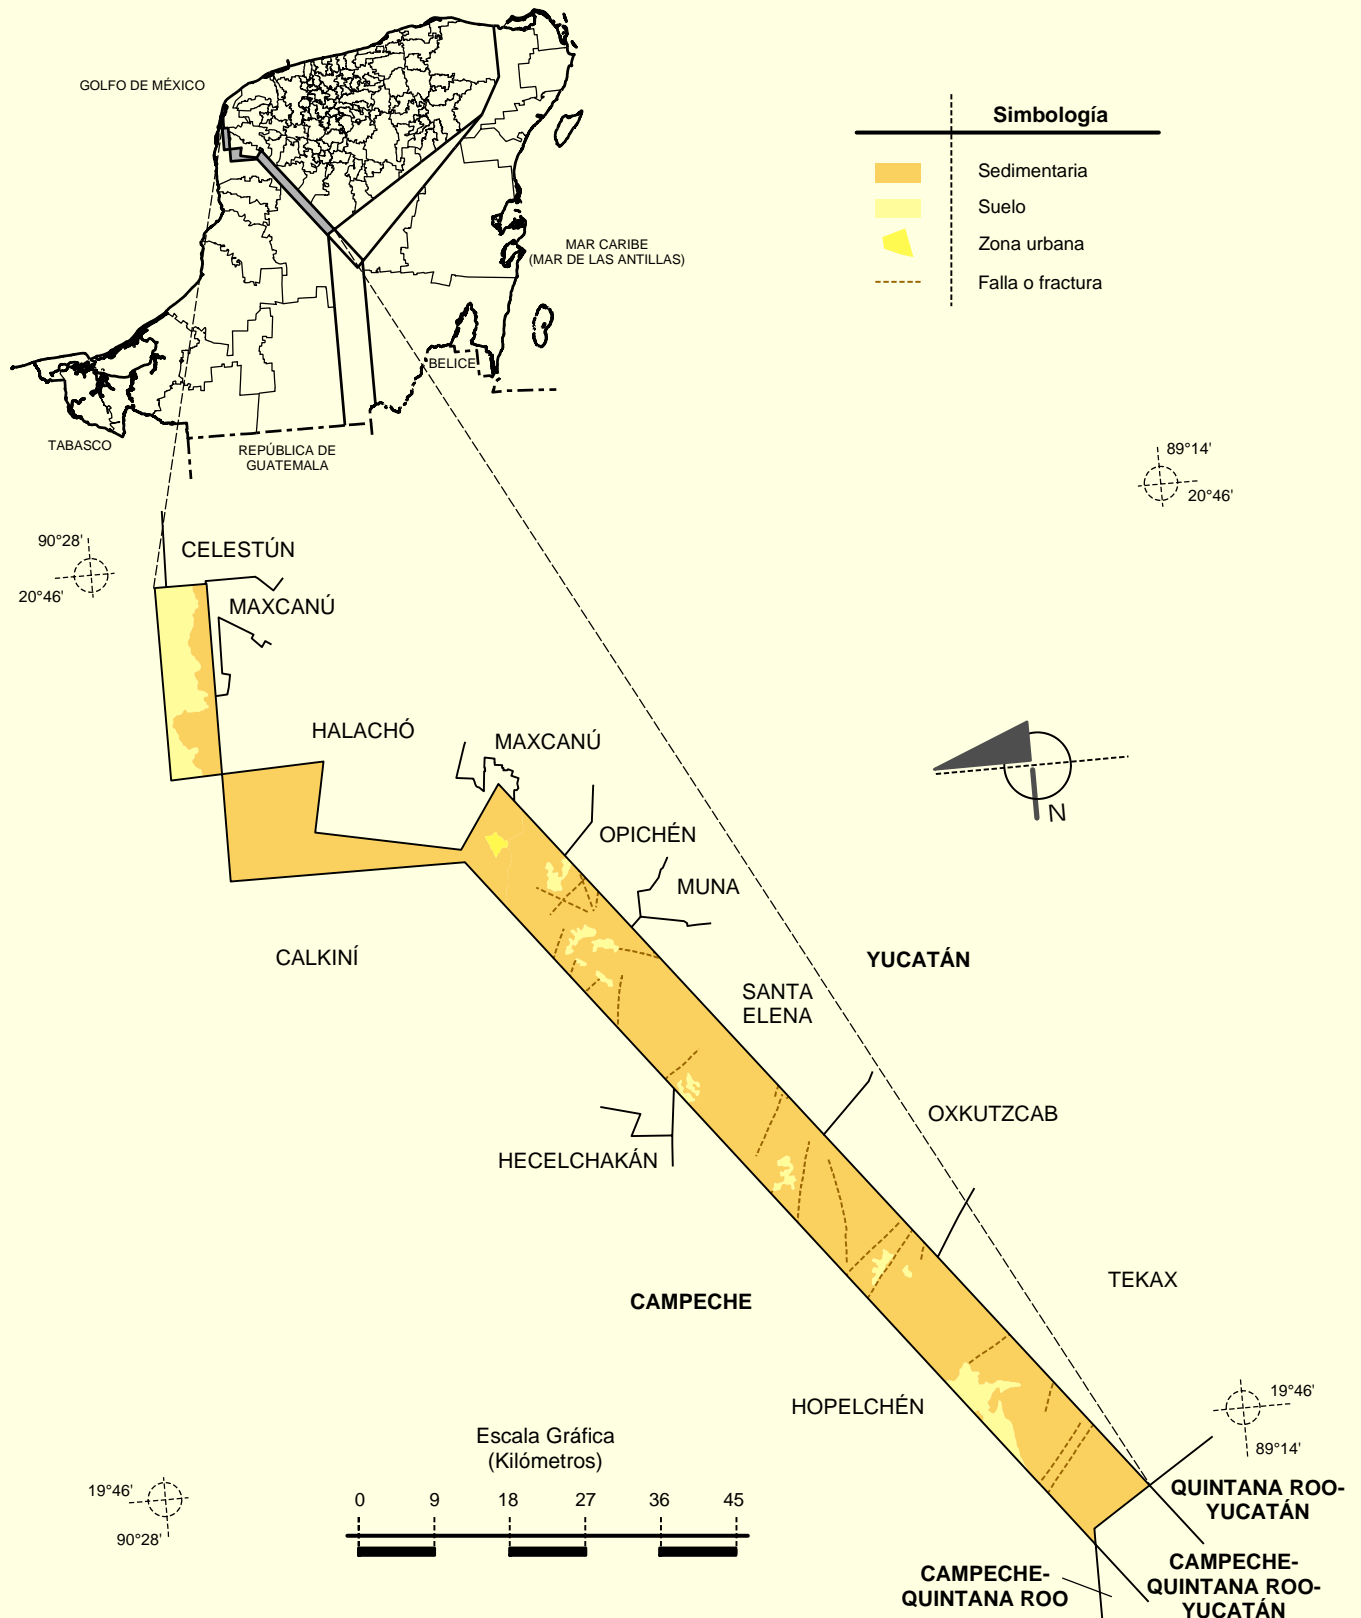 GOLFO DE MÉXICO
Simbología
Sedimentaria
Suelo
Zona urbana
Falla o fractura
MAR CARIBE
(MAR DE LAS ANTILLAS)
BELICE
TABASCO
REPÚBLICA DE
GUATEMALA
89°14'
20°46'
90°28'
20°46'
CELESTÚN
MAXCANÚ
HALACHÓ
MAXCANÚ
N
OPICHÉN
MUNA
CALKINÍ
YUCATÁN
SANTA
ELENA
OXKUTZCAB
HECELCHAKÁN
TEKAX
CAMPECHE
HOPELCHÉN
19°46'
89°14'
Escala Gráfica
(Kilómetros)
0 9 18 27 36 45
19°46'
90°28'
QUINTANA ROO-
YUCATÁN
CAMPECHE-
QUINTANA ROO
CAMPECHE-
QUINTANA ROO-
YUCATÁN